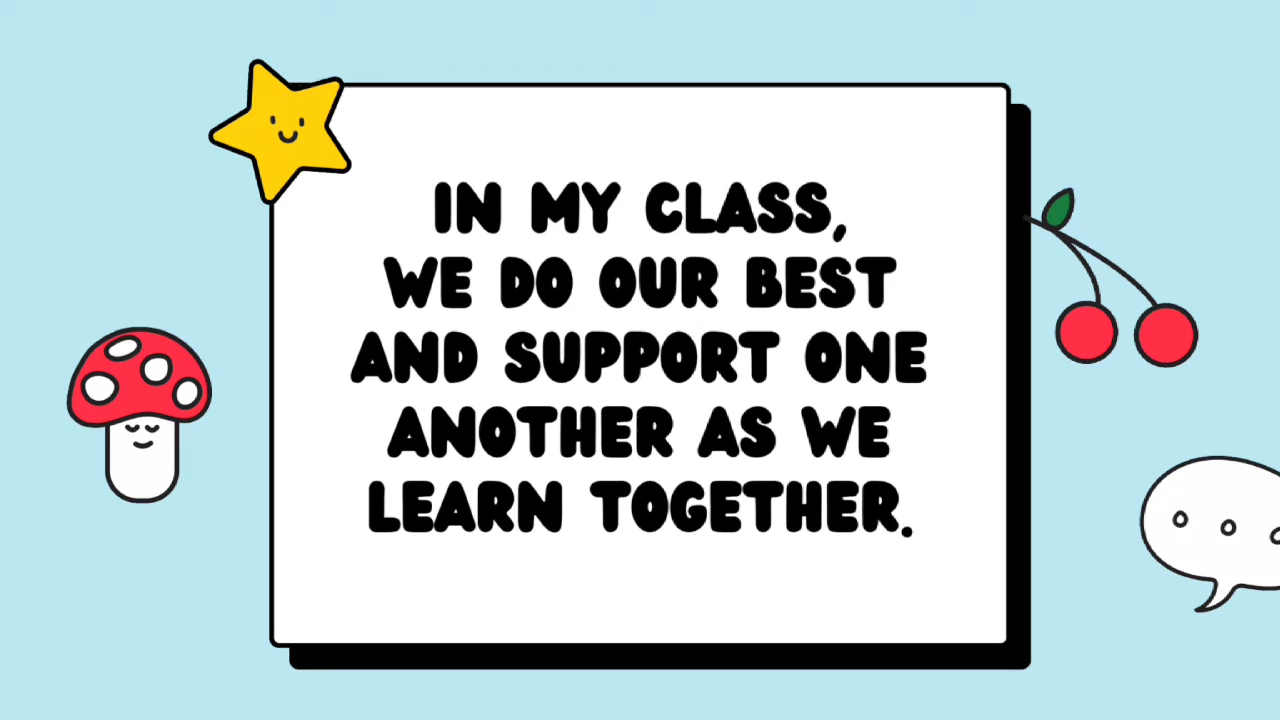 IN MY CLASS,
WE DO OUR BEST
AND SUPPORT ONE
ANOTHER AS WE
LEARN TOGETHER.